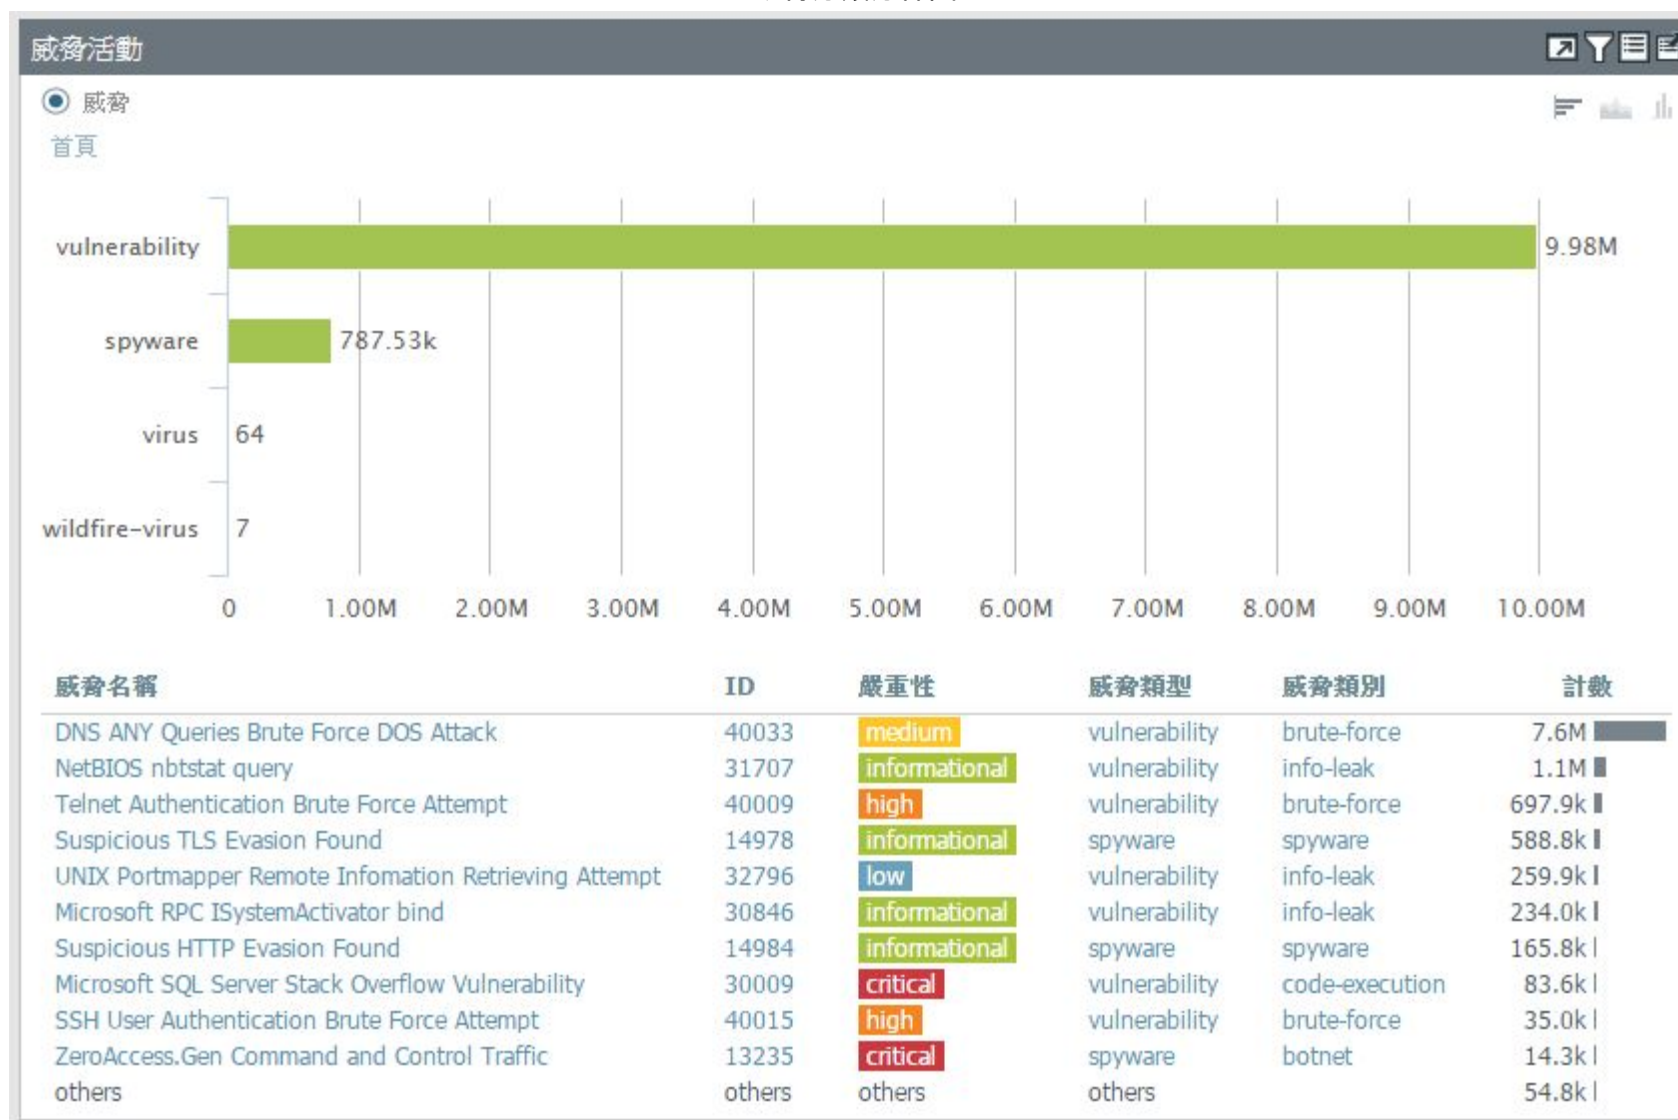 威脅活動
威脅
首頁
vulnerability 9.98M
spyware 787.53k
virus 64
wildfire-virus 7
0 1.00M 2.00M 3.00M 4.00M 5.00M 6.00M 7.00M 8.00M 9.00M 10.00M
威脅名稱 ID 嚴重性 威脅類型 威脅類別 計數
DNS ANY Queries Brute Force DOS Attack 40033 medium vulnerability brute-force 7.6M
NetBIOS nbtstat query 31707 informational vulnerability info-leak 1.1M
Telnet Authentication Brute Force Attempt 40009 high vulnerability brute-force 697.9k
Suspicious TLS Evasion Found 14978 informational spyware spyware 588.8k
UNIX Portmapper Remote Infomation Retrieving Attempt 32796 low vulnerability info-leak 259.9k
Microsoft RPC ISystemActivator bind 30846 informational vulnerability info-leak 234.0k
Suspicious HTTP Evasion Found 14984 informational spyware spyware 165.8k
Microsoft SQL Server Stack Overflow Vulnerability 30009 critical vulnerability code-execution 83.6k
SSH User Authentication Brute Force Attempt 40015 high vulnerability brute-force 35.0k
ZeroAccess.Gen Command and Control Traffic 13235 critical spyware botnet 14.3k
others others others others 54.8k